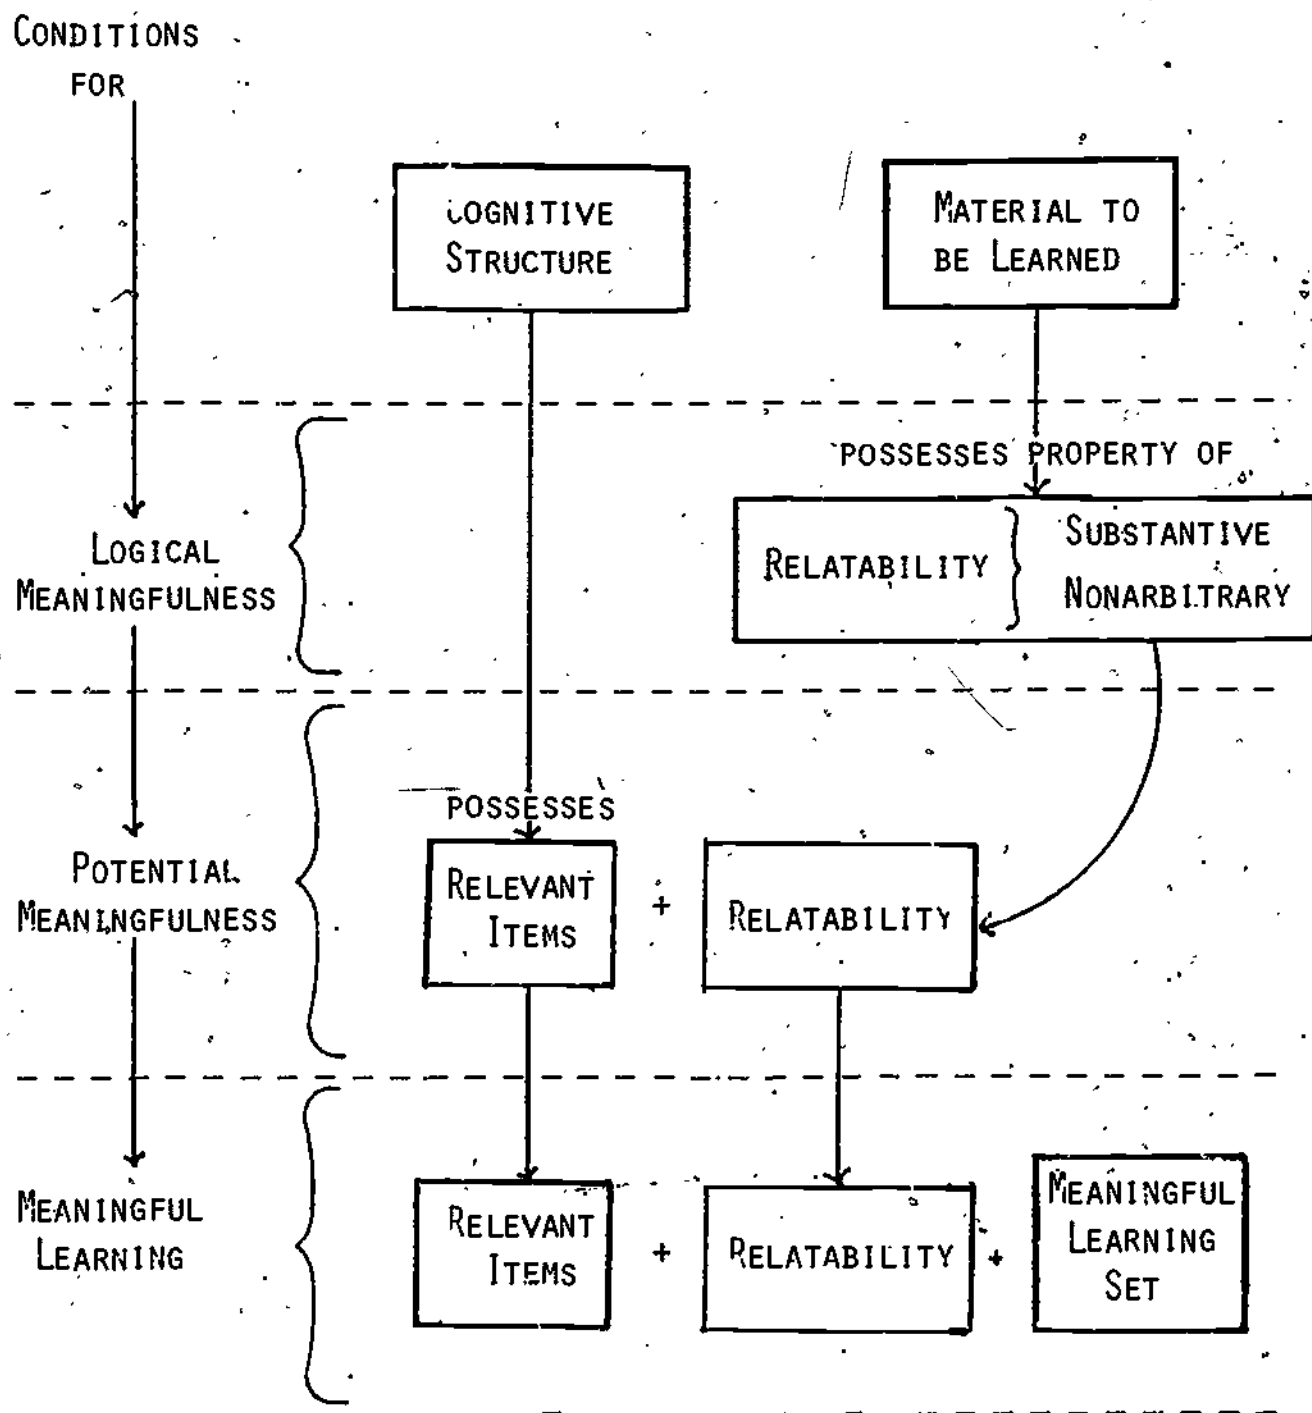 CONDITIONS
FOR
COGNITIVE
STRUCTURE
MATERIAL TO
BE LEARNED
POSSESSES PROPERTY OF
LOGICAL
MEANINGFULNESS
RELATABILITY
SUBSTANTIVE
NONARBITRARY
POSSESSES
POTENTIAL
MEANINGFULNESS
RELEVANT
ITEMS
+
RELATABILITY
MEANINGFUL
LEARNING
RELEVANT
ITEMS
+
RELATABILITY
+
MEANINGFUL
LEARNING
SET